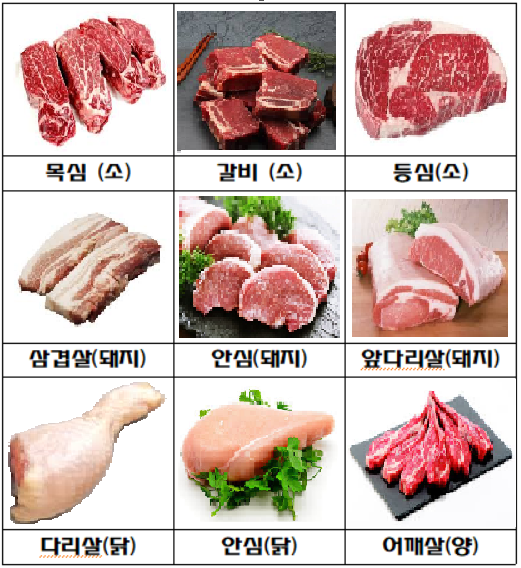 목심 (소)
갈비 (소)
등심(소)
삼겹살(돼지)
안심(돼지)
앞다리살(돼지)
다리살(닭)
안심(닭)
어깨살(양)